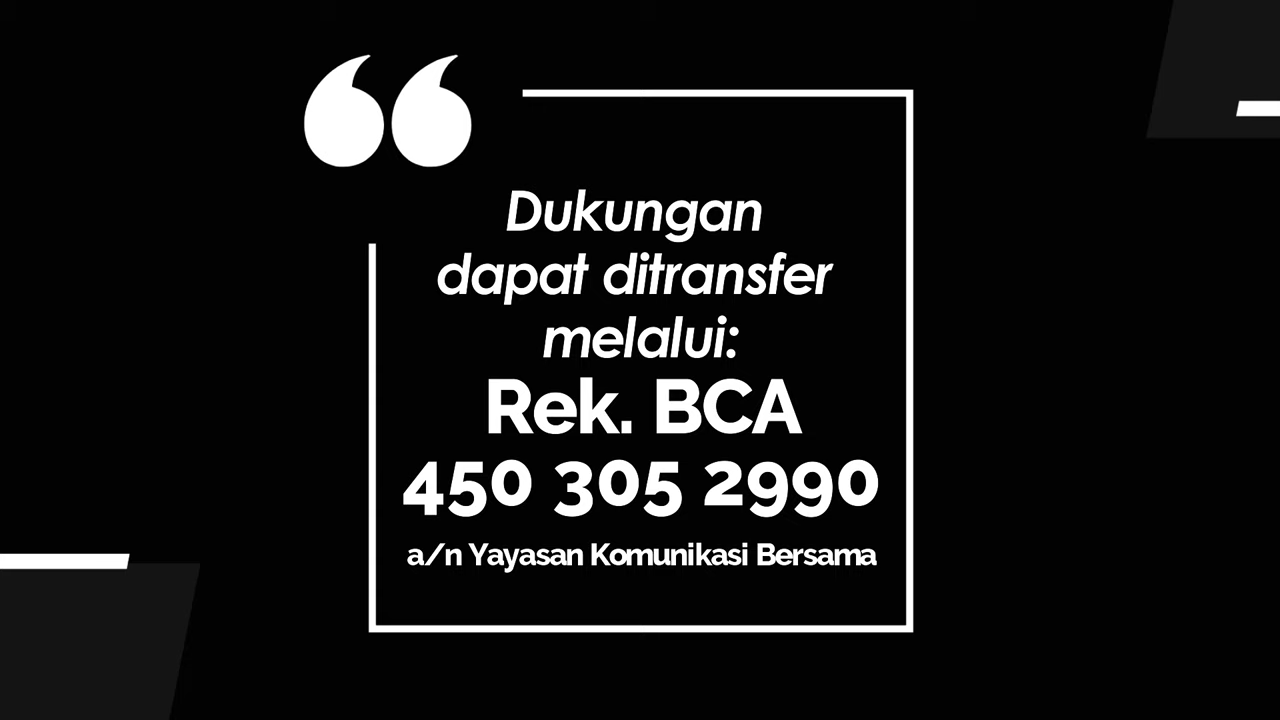 Dukungan
dapat ditransfer
melalui:
Rek. BCA
450 305 2990
a/n Yayasan Komunikasi Bersama